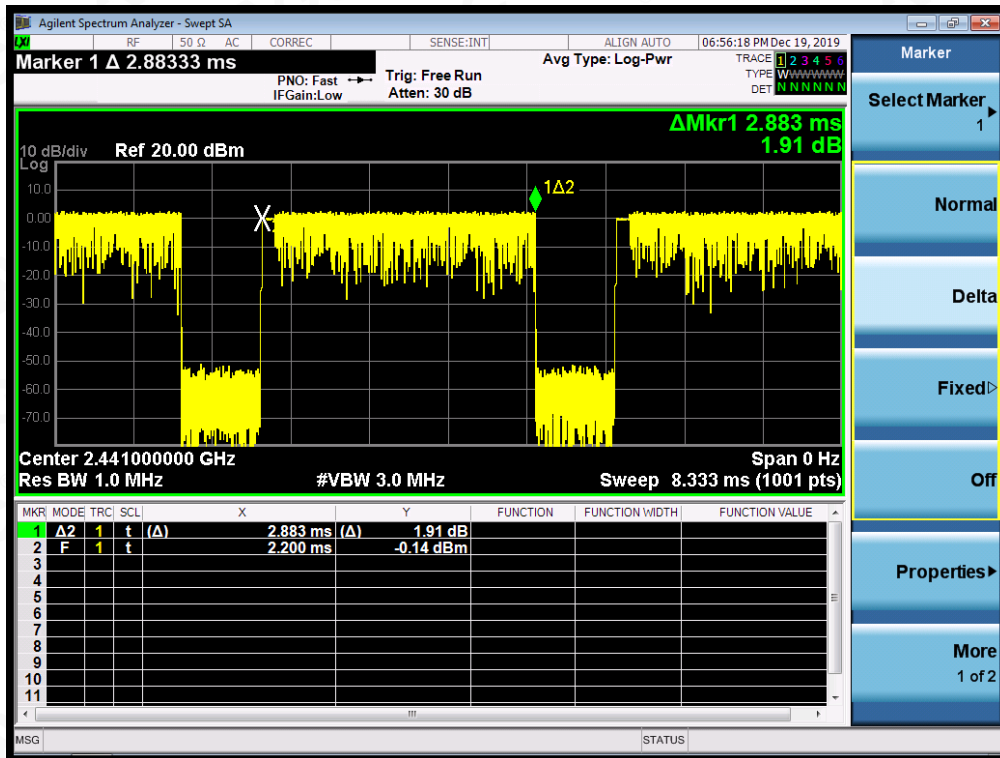 Agilent Spectrum Analyzer - Swept SA
LXI RF 50 Ω AC CORREC SENSE:INT ALIGN AUTO 06:56:18 PM Dec 19, 2019
Marker 1 Δ 2.88333 ms
PNO: Fast
IFGain:Low
Trig: Free Run
Atten: 30 dB
Avg Type: Log-Pwr
TRACE 1 2 3 4 5 6
TYPE WWWWWW
DET N N N N N N
ΔMkr1 2.883 ms
1.91 dB
10 dB/div Ref 20.00 dBm
Log
10.0
0.00
-10.0
-20.0
-30.0
-40.0
-50.0
-60.0
-70.0
X
1Δ2
Center 2.441000000 GHz Span 0 Hz
Res BW 1.0 MHz #VBW 3.0 MHz Sweep 8.333 ms (1001 pts)
MKR MODE TRC SCL X Y FUNCTION FUNCTION WIDTH FUNCTION VALUE
1 Δ2 1 t (Δ) 2.883 ms (Δ) 1.91 dB
2 F 1 t 2.200 ms -0.14 dBm
3
4
5
6
7
8
9
10
11
MSG STATUS
Marker
Select Marker
1
Normal
Delta
Fixed
Off
Properties
More
1 of 2